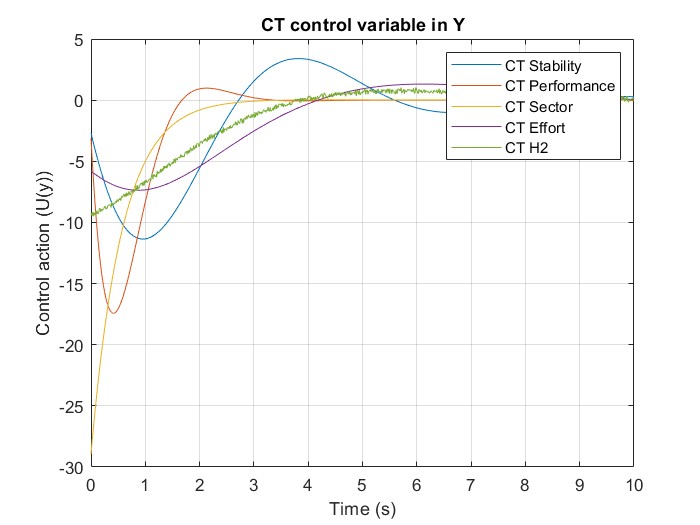 CT control variable in Y
Control action (U(y))
5
0
-5
-10
-15
-20
-25
-30
CT Stability
CT Performance
CT Sector
CT Effort
CT H2
0 1 2 3 4 5 6 7 8 9 10
Time (s)